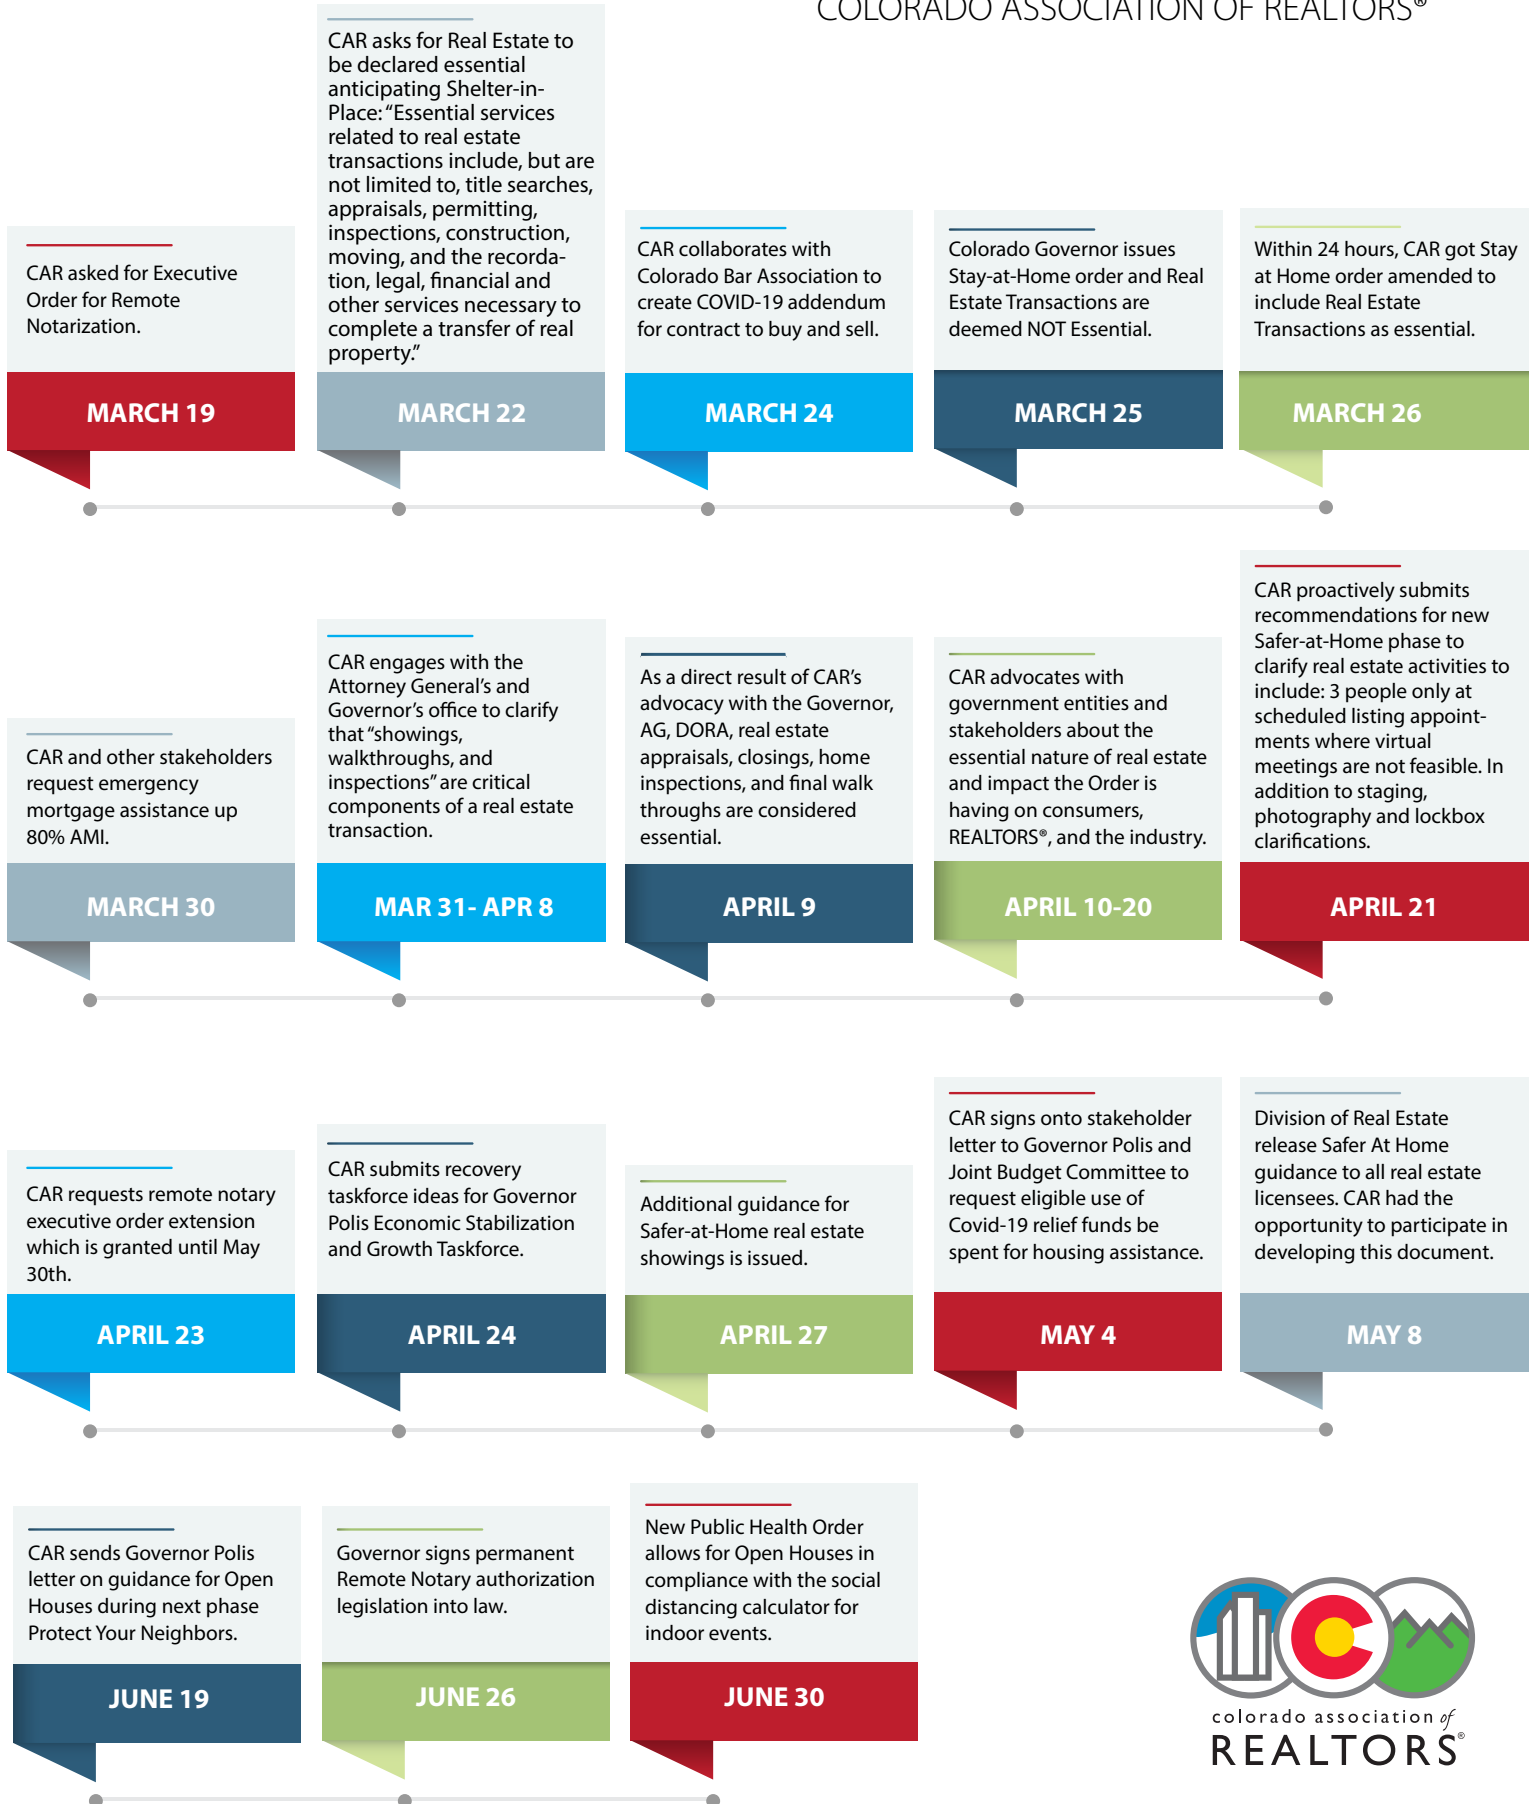 COLORADO ASSOCIATION OF REALTORS®
CAR asked for Executive
Order for Remote
Notarization.
MARCH 19
CAR asks for Real Estate to
be declared essential
anticipating Shelter-in-
Place: “Essential services
related to real estate
transactions include, but are
not limited to, title searches,
appraisals, permitting,
inspections, construction,
moving, and the recorda-
tion, legal, financial and
other services necessary to
complete a transfer of real
property.”
MARCH 22
CAR collaborates with
Colorado Bar Association to
create COVID-19 addendum
for contract to buy and sell.
MARCH 24
Colorado Governor issues
Stay-at-Home order and Real
Estate Transactions are
deemed NOT Essential.
MARCH 25
Within 24 hours, CAR got Stay
at Home order amended to
include Real Estate
Transactions as essential.
MARCH 26
CAR and other stakeholders
request emergency
mortgage assistance up
80% AMI.
MARCH 30
CAR engages with the
Attorney General’s and
Governor’s office to clarify
that “showings,
walkthroughs, and
inspections” are critical
components of a real estate
transaction.
MAR 31- APR 8
As a direct result of CAR’s
advocacy with the Governor,
AG, DORA, real estate
appraisals, closings, home
inspections, and final walk
throughs are considered
essential.
APRIL 9
CAR advocates with
government entities and
stakeholders about the
essential nature of real estate
and impact the Order is
having on consumers,
REALTORS®, and the industry.
APRIL 10-20
CAR proactively submits
recommendations for new
Safer-at-Home phase to
clarify real estate activities to
include: 3 people only at
scheduled listing appoint-
ments where virtual
meetings are not feasible. In
addition to staging,
photography and lockbox
clarifications.
APRIL 21
CAR requests remote notary
executive order extension
which is granted until May
30th.
APRIL 23
CAR submits recovery
taskforce ideas for Governor
Polis Economic Stabilization
and Growth Taskforce.
APRIL 24
Additional guidance for
Safer-at-Home real estate
showings is issued.
APRIL 27
CAR signs onto stakeholder
letter to Governor Polis and
Joint Budget Committee to
request eligible use of
Covid-19 relief funds be
spent for housing assistance.
MAY 4
Division of Real Estate
release Safer At Home
guidance to all real estate
licensees. CAR had the
opportunity to participate in
developing this document.
MAY 8
CAR sends Governor Polis
letter on guidance for Open
Houses during next phase
Protect Your Neighbors.
JUNE 19
Governor signs permanent
Remote Notary authorization
legislation into law.
JUNE 26
New Public Health Order
allows for Open Houses in
compliance with the social
distancing calculator for
indoor events.
JUNE 30
colorado association of
REALTORS®